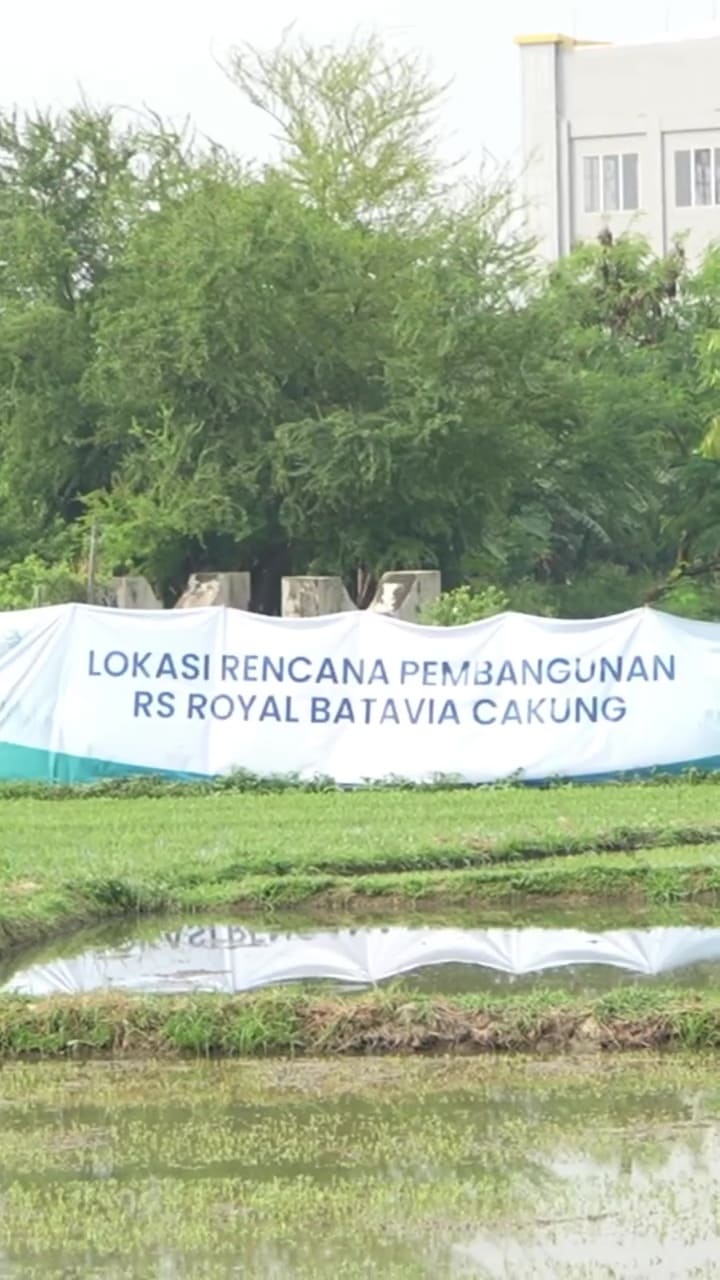 LOKASI RENCANA PEMBANGUNAN
RS ROYAL BATAVIA CAKUNG